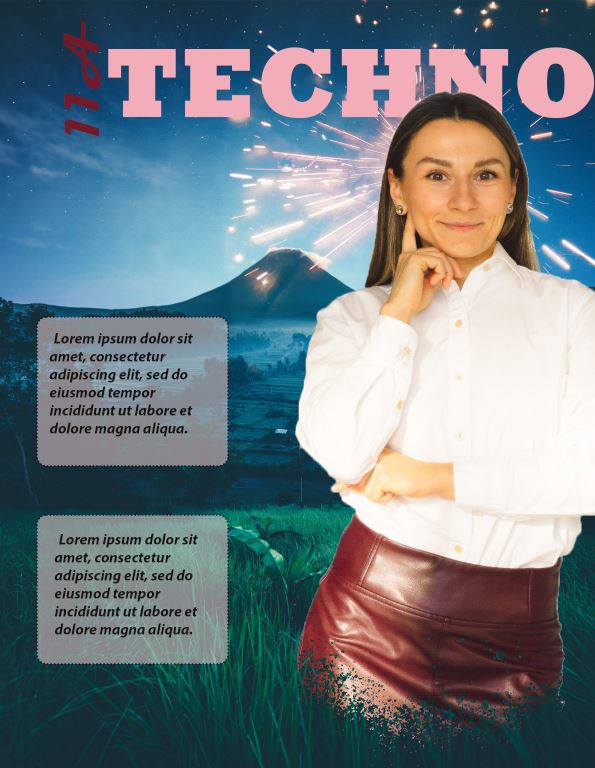 11A
TECHNO
Lorem ipsum dolor sit
amet, consectetur
adipiscing elit, sed do
eiusmod tempor
incididunt ut labore et
dolore magna aliqua.
Lorem ipsum dolor sit
amet, consectetur
adipiscing elit, sed do
eiusmod tempor
incididunt ut labore et
dolore magna aliqua.